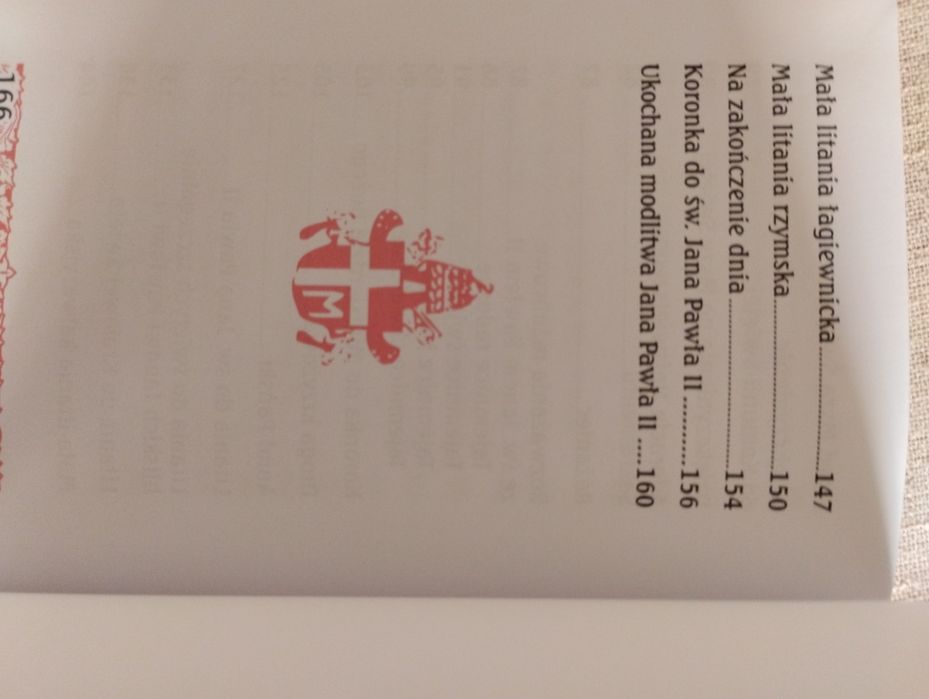 Mała litania łagiewnicka..................147
Mała litania rzymska.........................150
Na zakończenie dnia.........................154
Koronka do św. Jana Pawła II..........156
Ukochana modlitwa Jana Pawła II ....160
M
166